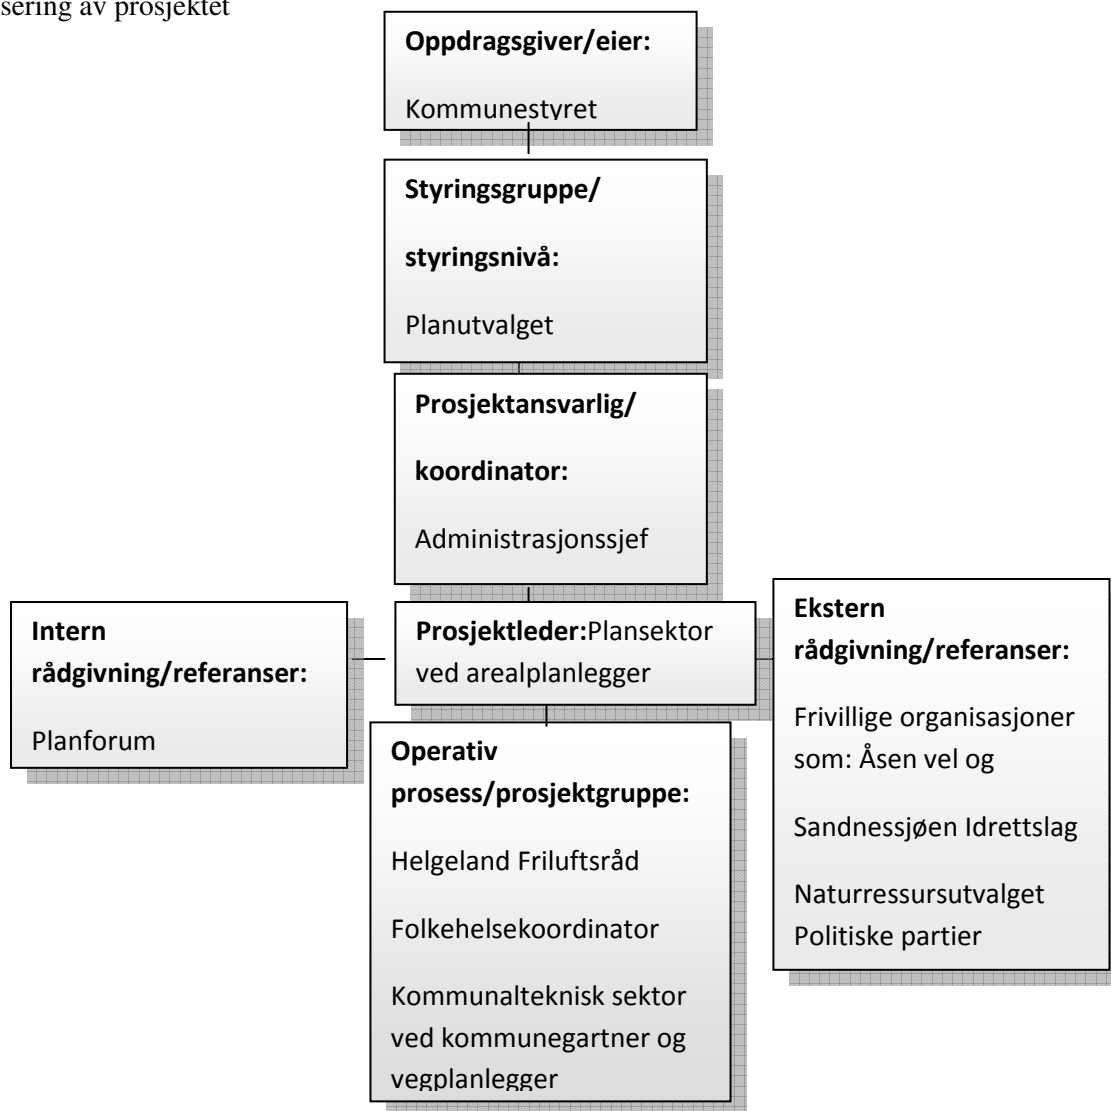 sering av prosjektet
Oppdragsgiver/eier:
Kommunestyret
Styringsgruppe/
styringsnivå:
Planutvalget
Prosjektansvarlig/
koordinator:
Administrasjonssjef
Intern
rådgivning/referanser:
Planforum
Prosjektleder:Plansektor
ved arealplanlegger
Ekstern
rådgivning/referanser:
Frivillige organisasjoner
som: Åsen vel og
Sandnessjøen Idrettslag
Naturressursutvalget
Politiske partier
Operativ
prosess/prosjektgruppe:
Helgeland Friluftsråd
Folkehelsekoordinator
Kommunalteknisk sektor
ved kommunegartner og
vegplanlegger